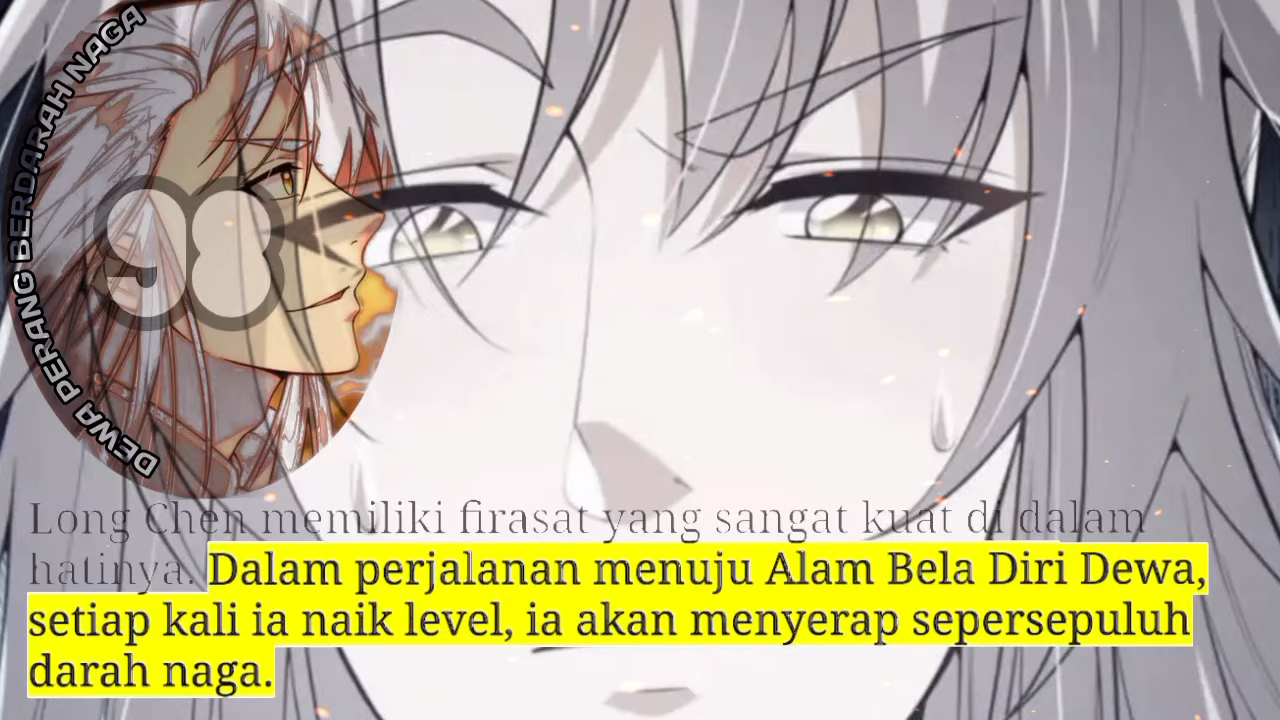 DEWA PERANG BERDARAH NAGA
98
Long Chen memiliki firasat yang sangat kuat di dalam
hatinya. Dalam perjalanan menuju Alam Bela Diri Dewa,
setiap kali ia naik level, ia akan menyerap sepersepuluh
darah naga.